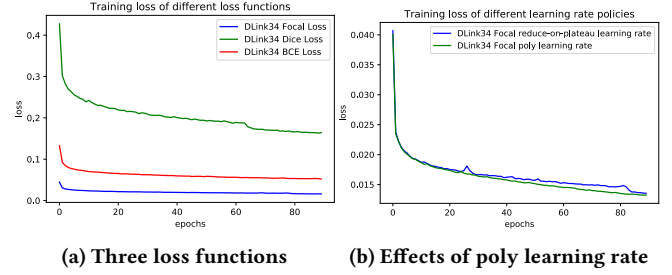 Training loss of different loss functions
DLink34 Focal Loss
DLink34 Dice Loss
DLink34 BCE Loss
0.4
0.3
0.2
0.1
0.0
loss
0 20 40 60 80
epochs
(a) Three loss functions
Training loss of different learning rate policies
DLink34 Focal reduce-on-plateau learning rate
DLink34 Focal poly learning rate
0.040
0.035
0.030
0.025
0.020
0.015
loss
0 20 40 60 80
epochs
(b) Effects of poly learning rate